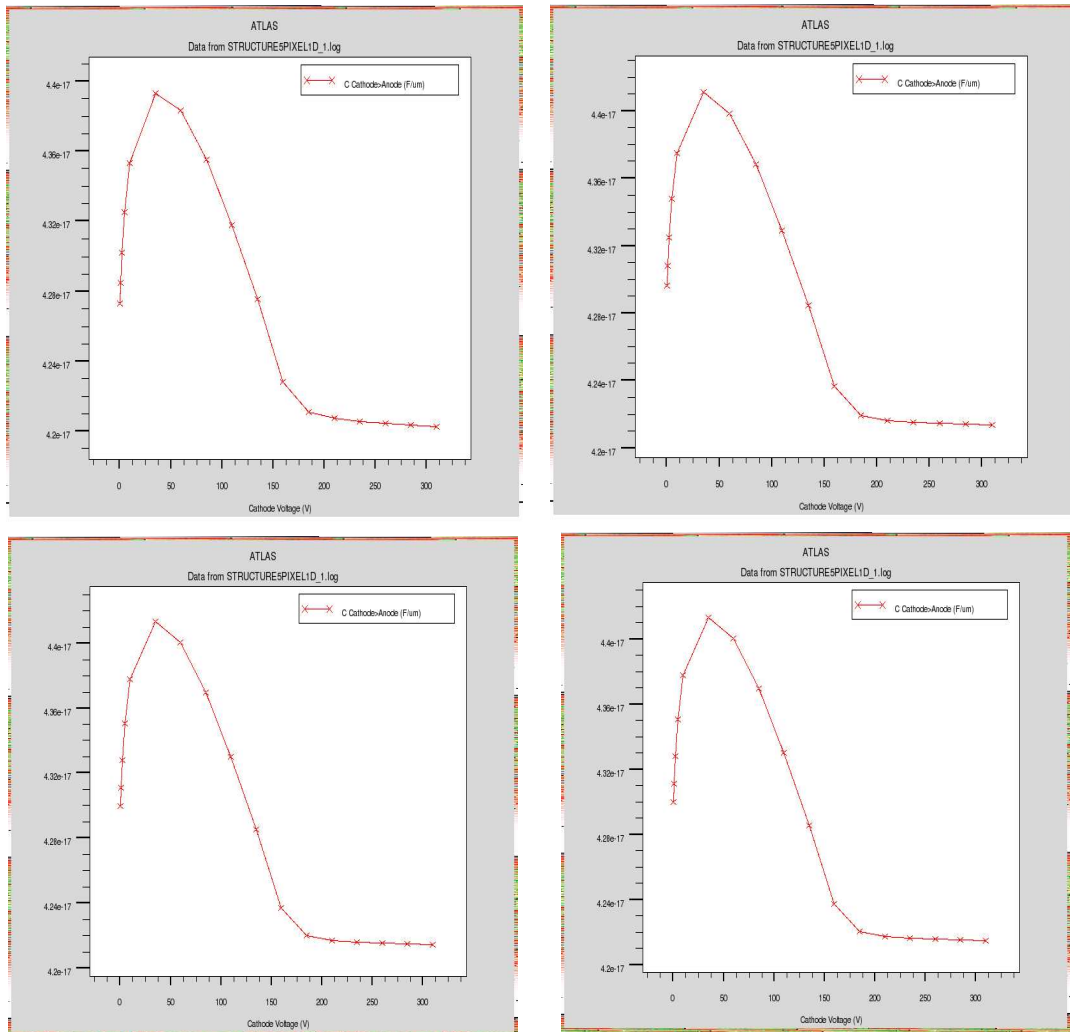 ATLAS
Data from STRUCTURE5PIXEL1D_1.log
C Cathode>Anode (F/um)
4.4e-17
4.36e-17
4.32e-17
4.28e-17
4.24e-17
4.2e-17
0 50 100 150 200 250 300
Cathode Voltage (V)
ATLAS
Data from STRUCTURE5PIXEL1D_1.log
C Cathode>Anode (F/um)
4.4e-17
4.36e-17
4.32e-17
4.28e-17
4.24e-17
4.2e-17
0 50 100 150 200 250 300
Cathode Voltage (V)
ATLAS
Data from STRUCTURE5PIXEL1D_1.log
C Cathode>Anode (F/um)
4.4e-17
4.36e-17
4.32e-17
4.28e-17
4.24e-17
4.2e-17
0 50 100 150 200 250 300
Cathode Voltage (V)
ATLAS
Data from STRUCTURE5PIXEL1D_1.log
C Cathode>Anode (F/um)
4.4e-17
4.36e-17
4.32e-17
4.28e-17
4.24e-17
4.2e-17
0 50 100 150 200 250 300
Cathode Voltage (V)